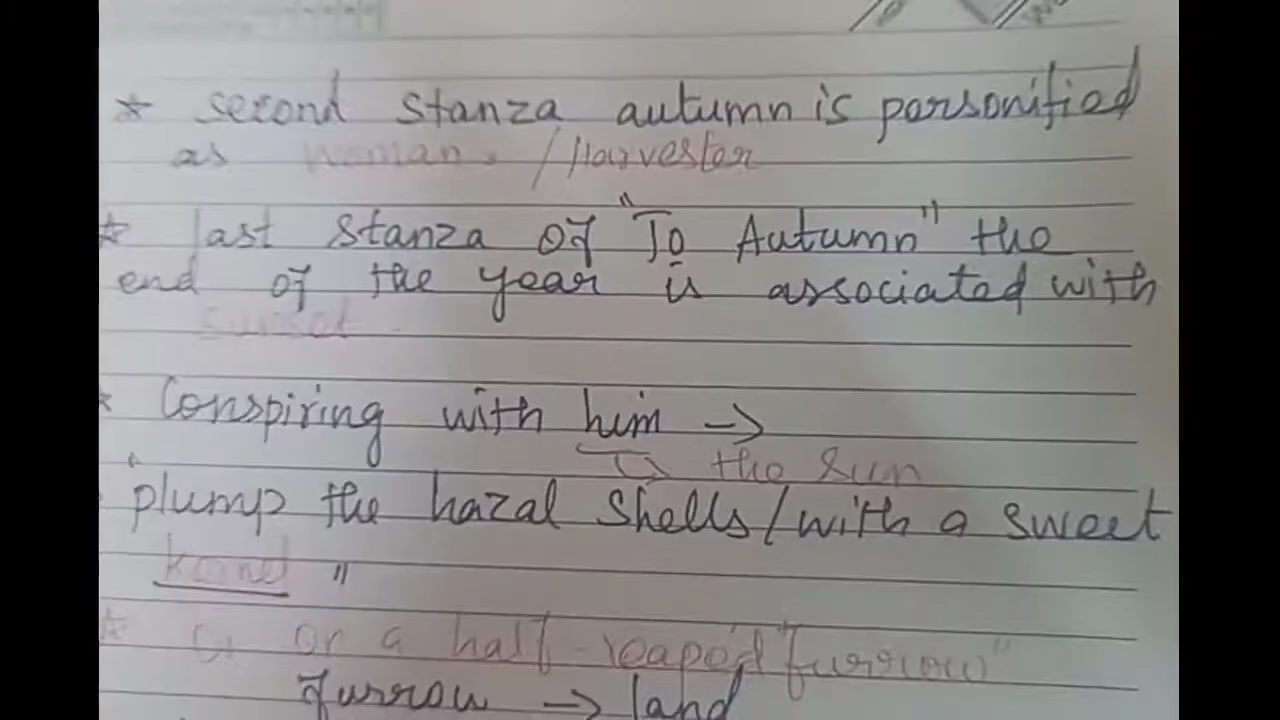 * second stanza autumn is personified
as woman. / Harvester
* last stanza of "To Autumn" the
end of the year is associated with
sunset.
* Conspiring with him →
→ the sun
"plump the hazal shells / with a sweet
kernel"
* or a half-reaped "furrow"
furrow → land